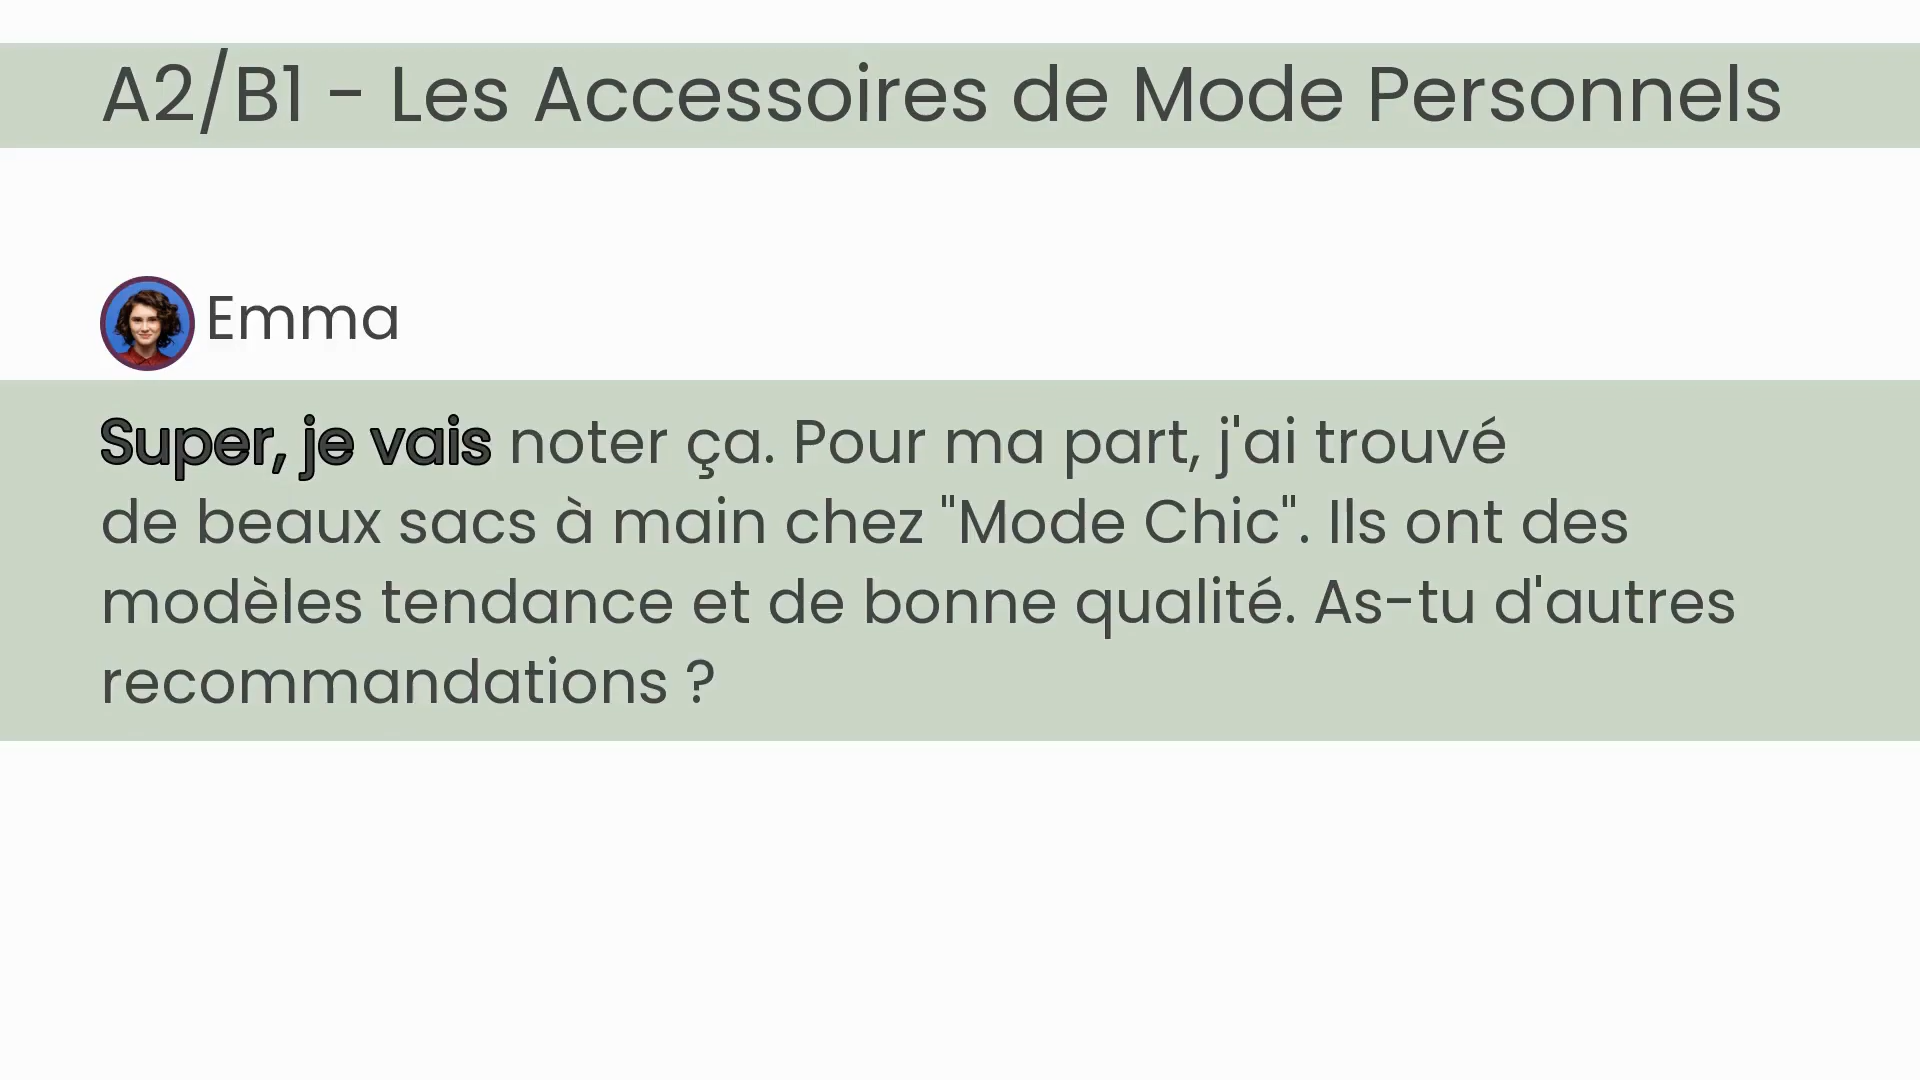 A2/B1 - Les Accessoires de Mode Personnels
Emma
Super, je vais noter ça. Pour ma part, j'ai trouvé
de beaux sacs à main chez "Mode Chic". Ils ont des
modèles tendance et de bonne qualité. As-tu d'autres
recommandations ?